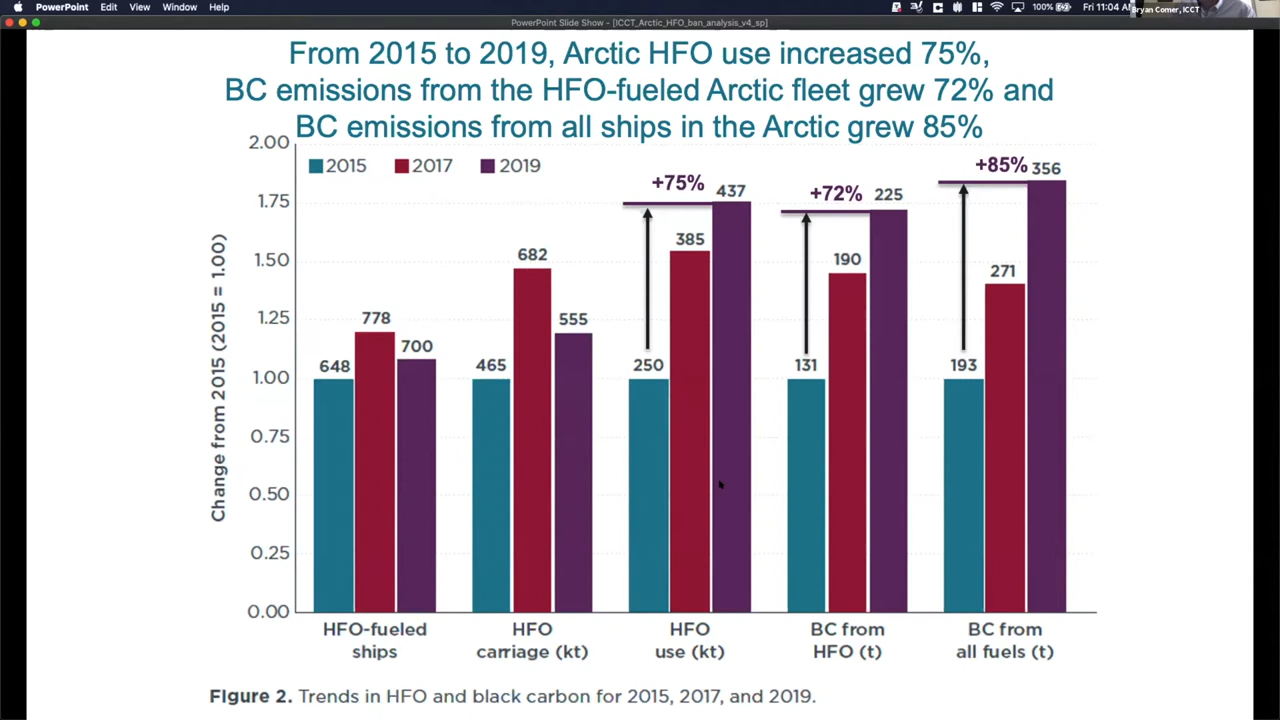 PowerPoint Edit View Window Help
100% Fri 11:04
yan Comer, ICCT
PowerPoint Slide Show - [ICCT_Arctic_HFO_ban_analysis_v4_sp]
From 2015 to 2019, Arctic HFO use increased 75%,
BC emissions from the HFO-fueled Arctic fleet grew 72% and
BC emissions from all ships in the Arctic grew 85%
2015 2017 2019
Change from 2015 (2015 = 1.00)
2.00
1.75
1.50
1.25
1.00
0.75
0.50
0.25
0.00
648 778 700
465 682 555
250 385 +75% 437
131 190 +72% 225
193 271 +85% 356
HFO-fueled
ships
HFO
carriage (kt)
HFO
use (kt)
BC from
HFO (t)
BC from
all fuels (t)
Figure 2. Trends in HFO and black carbon for 2015, 2017, and 2019.